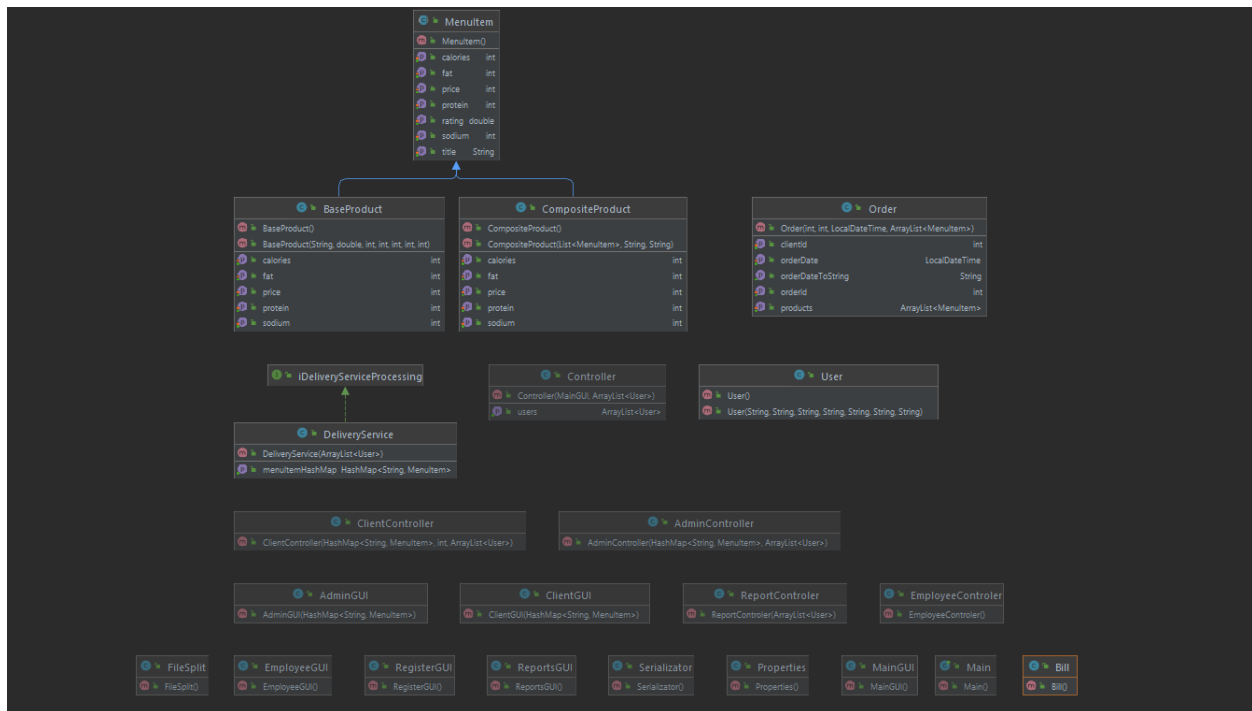 MenuItem
MenuItem()
calories int
fat int
price int
protein int
rating double
sodium int
title String
BaseProduct
BaseProduct()
BaseProduct(String, double, int, int, int, int, int)
calories int
fat int
price int
protein int
sodium int
CompositeProduct
CompositeProduct()
CompositeProduct(List<MenuItem>, String, String)
calories int
fat int
price int
protein int
sodium int
Order
Order(int, int, LocalDateTime, ArrayList<MenuItem>)
clientId int
orderDate LocalDateTime
orderDateToString String
orderId int
products ArrayList<MenuItem>
iDeliveryServiceProcessing
Controller
Controller(MainGUI, ArrayList<User>)
users ArrayList<User>
User
User()
User(String, String, String, String, String, String, String)
DeliveryService
DeliveryService(ArrayList<User>)
menuItemHashMap HashMap<String, MenuItem>
ClientController
ClientController(HashMap<String, MenuItem>, int, ArrayList<User>)
AdminController
AdminController(HashMap<String, MenuItem>, ArrayList<User>)
AdminGUI
AdminGUI(HashMap<String, MenuItem>)
ClientGUI
ClientGUI(HashMap<String, MenuItem>)
ReportControler
ReportControler(ArrayList<User>)
EmployeeControler
EmployeeControler()
FileSplit
FileSplit()
EmployeeGUI
EmployeeGUI()
RegisterGUI
RegisterGUI()
ReportsGUI
ReportsGUI()
Serializator
Serializator()
Properties
Properties()
MainGUI
MainGUI()
Main
Main()
Bill
Bill()